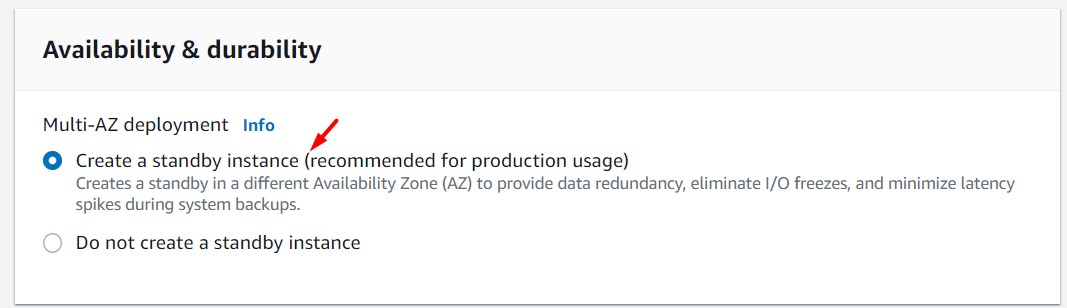 Availability & durability
Multi-AZ deployment Info
Create a standby instance (recommended for production usage)
Creates a standby in a different Availability Zone (AZ) to provide data redundancy, eliminate I/O freezes, and minimize latency
spikes during system backups.
Do not create a standby instance